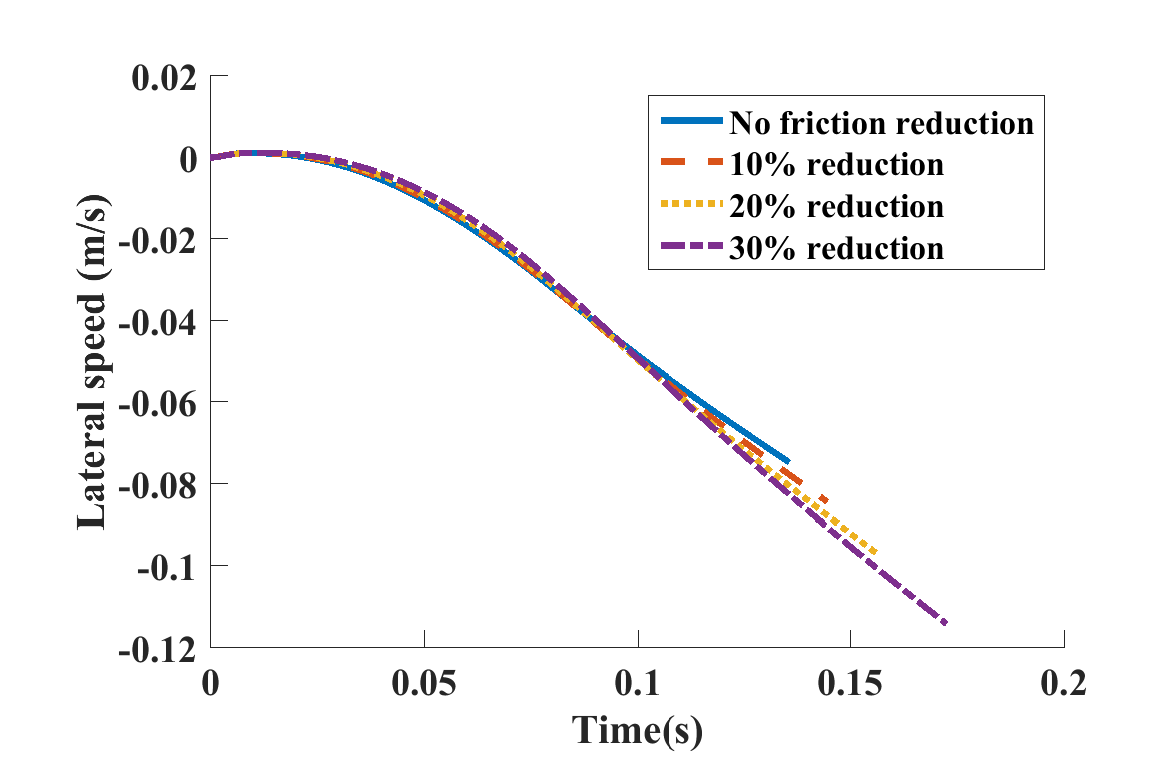 0.02
0
-0.02
-0.04
-0.06
-0.08
-0.1
-0.12
Lateral speed (m/s)
No friction reduction
10% reduction
20% reduction
30% reduction
0 0.05 0.1 0.15 0.2
Time(s)